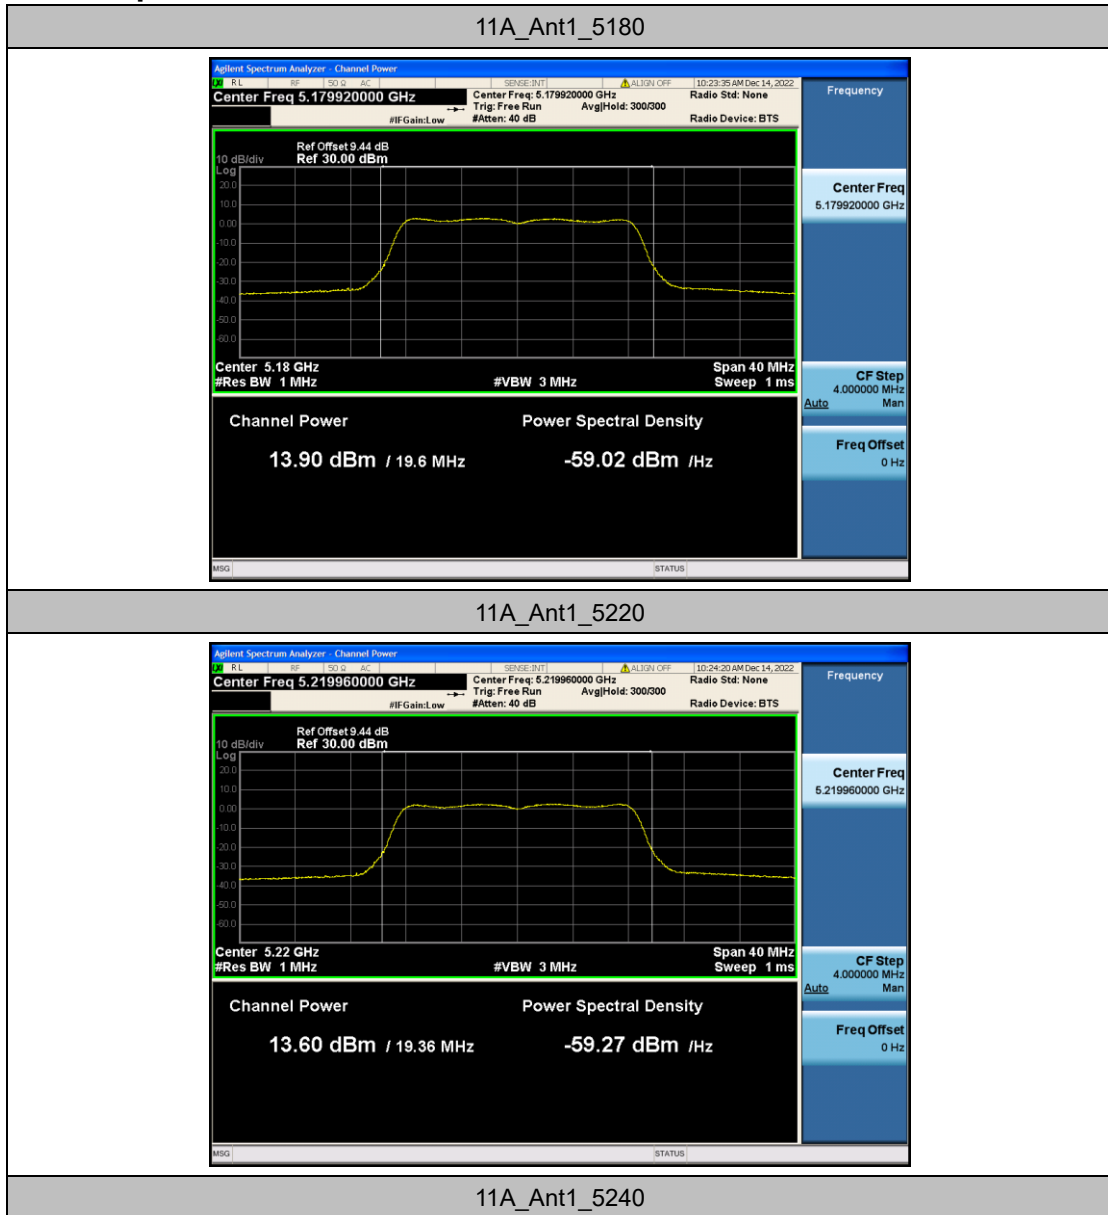 11A_Ant1_5180
Agilent Spectrum Analyzer - Channel Power
RL RF 50 Ω AC SENSE:INT ALIGN OFF 10:23:35 AM Dec 14, 2022
Center Freq 5.179920000 GHz Center Freq: 5.179920000 GHz Radio Std: None
Trig: Free Run Avg|Hold: 300/300
#IFGain:Low #Atten: 40 dB Radio Device: BTS
Frequency
Ref Offset 9.44 dB
10 dB/div Ref 30.00 dBm
Log
20.0
10.0
0.00
-10.0
-20.0
-30.0
-40.0
-50.0
-60.0
Center Freq
5.179920000 GHz
Center 5.18 GHz Span 40 MHz
#Res BW 1 MHz #VBW 3 MHz Sweep 1 ms
CF Step
4.000000 MHz
Auto Man
Channel Power Power Spectral Density
13.90 dBm / 19.6 MHz -59.02 dBm /Hz
Freq Offset
0 Hz
MSG STATUS
11A_Ant1_5220
Agilent Spectrum Analyzer - Channel Power
RL RF 50 Ω AC SENSE:INT ALIGN OFF 10:24:20 AM Dec 14, 2022
Center Freq 5.219960000 GHz Center Freq: 5.219960000 GHz Radio Std: None
Trig: Free Run Avg|Hold: 300/300
#IFGain:Low #Atten: 40 dB Radio Device: BTS
Frequency
Ref Offset 9.44 dB
10 dB/div Ref 30.00 dBm
Log
20.0
10.0
0.00
-10.0
-20.0
-30.0
-40.0
-50.0
-60.0
Center Freq
5.219960000 GHz
Center 5.22 GHz Span 40 MHz
#Res BW 1 MHz #VBW 3 MHz Sweep 1 ms
CF Step
4.000000 MHz
Auto Man
Channel Power Power Spectral Density
13.60 dBm / 19.36 MHz -59.27 dBm /Hz
Freq Offset
0 Hz
MSG STATUS
11A_Ant1_5240